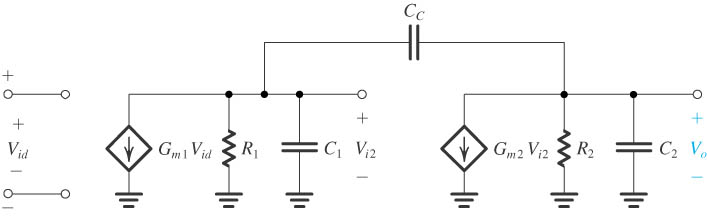 C_C
+
+
V_id
−
−
G_m1 V_id
R_1
C_1
+
V_i2
−
G_m2 V_i2
R_2
C_2
+
V_o
−